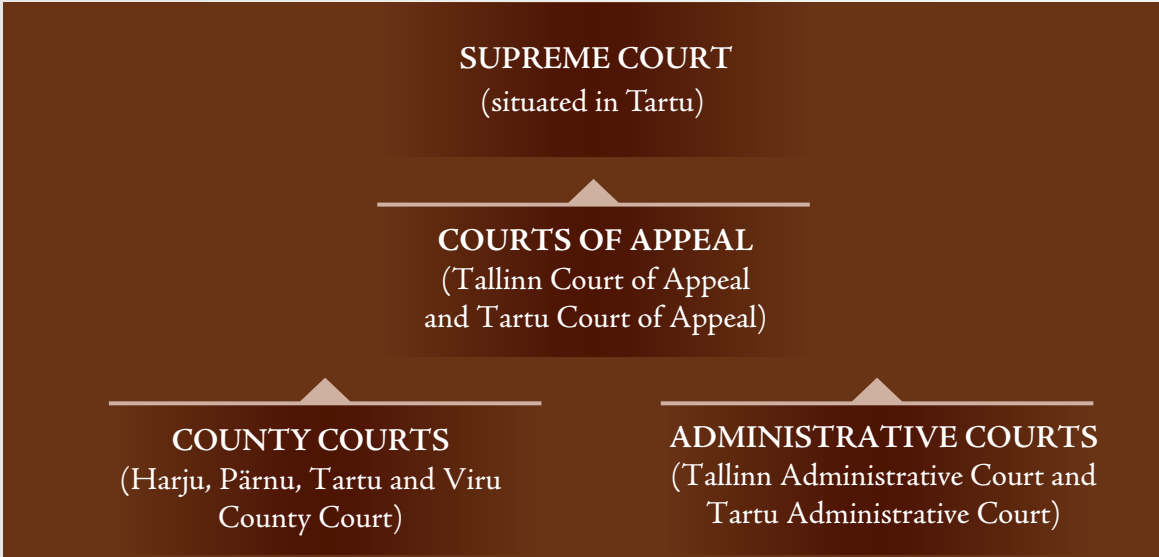 SUPREME COURT
(situated in Tartu)
COURTS OF APPEAL
(Tallinn Court of Appeal
and Tartu Court of Appeal)
COUNTY COURTS
(Harju, Pärnu, Tartu and Viru
County Court)
ADMINISTRATIVE COURTS
(Tallinn Administrative Court and
Tartu Administrative Court)